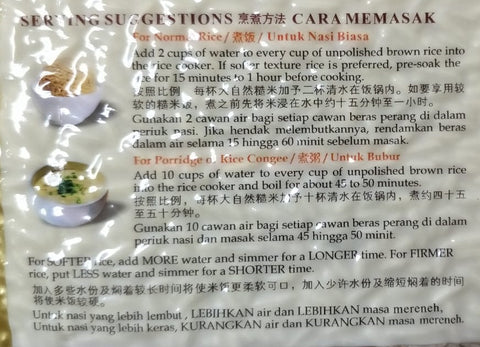 SERVING SUGGESTIONS 烹煮方法 CARA MEMASAK
For Normal Rice/煮饭/Untuk Nasi Biasa
Add 2 cups of water to every cup of unpolished brown rice into
the rice cooker. If softer texture rice is preferred, pre-soak the
rice for 15 minutes to 1 hour before cooking.
按照比例，每杯大自然糙米加予二杯清水在饭锅内。如要享用较
软的糙米饭，煮之前先将米浸在水中约十五分钟至一小时。
Gunakan 2 cawan air bagi setiap cawan beras perang di dalam
periuk nasi. Jika hendak melembutkannya, rendamkan beras
dalam air selama 15 hingga 60 minit sebelum masak.
For Porridge or Rice Congee/煮粥/Untuk Bubur
Add 10 cups of water to every cup of unpolished brown rice
into the rice cooker and boil for about 45 to 50 minutes.
按照比例，每杯大自然糙米加予十杯清水在饭锅内，煮约四十五
至五十分钟。
Gunakan 10 cawan air bagi setiap cawan beras perang di dalam
periuk nasi dan masak selama 45 hingga 50 minit.
For SOFTER rice, add MORE water and simmer for a LONGER time. For FIRMER
rice, put LESS water and simmer for a SHORTER time.
加入多些水份及焖着较长时间将使米饭更柔软可口，加入少许水份及缩短焖着的时间
将使米饭较硬。
Untuk nasi yang lebih lembut , LEBIHKAN air dan LEBIHKAN masa mereneh,
Untuk nasi yang lebih keras, KURANGKAN air dan KURANGKAN masa mereneh.